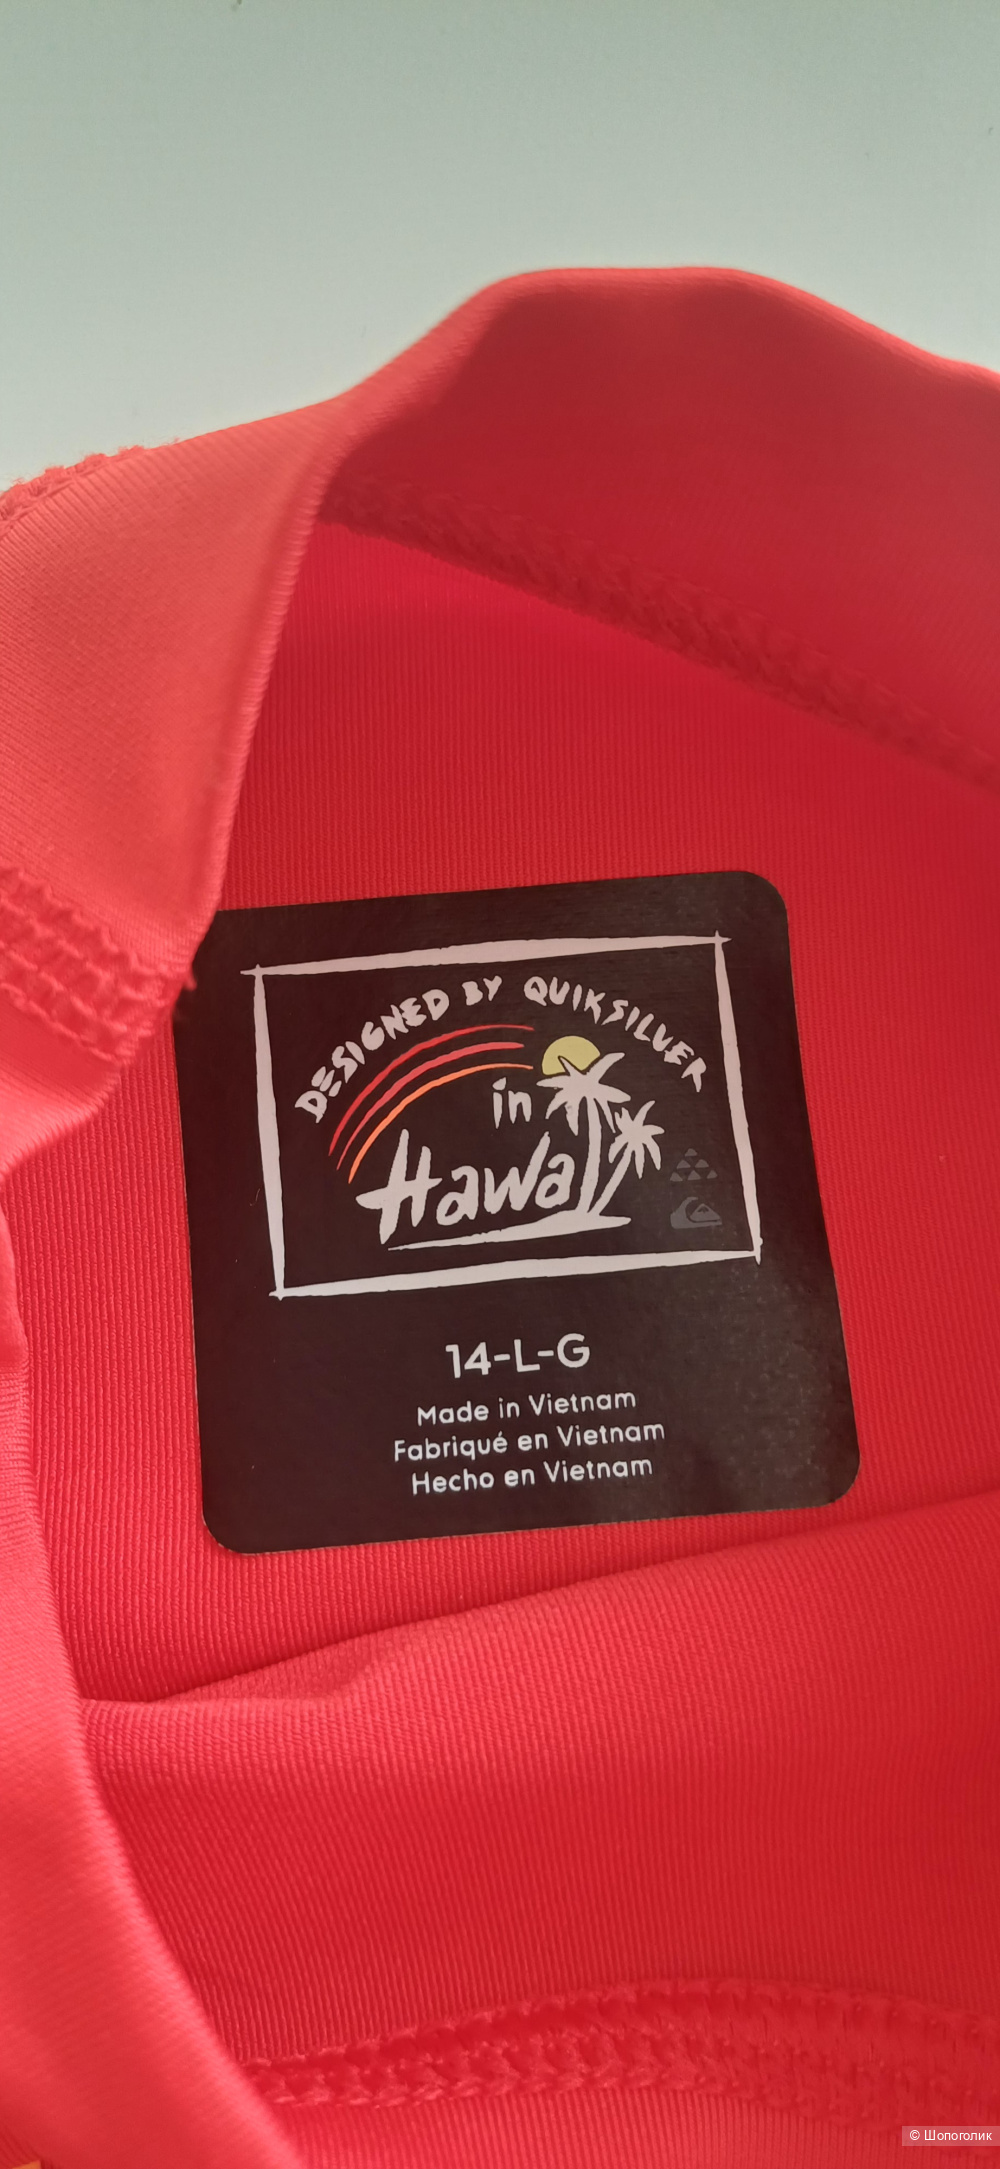 DESIGNED BY QUIKSILVER
in
Hawaii
14-L-G
Made in Vietnam
Fabriqué en Vietnam
Hecho en Vietnam
© Шопоголик